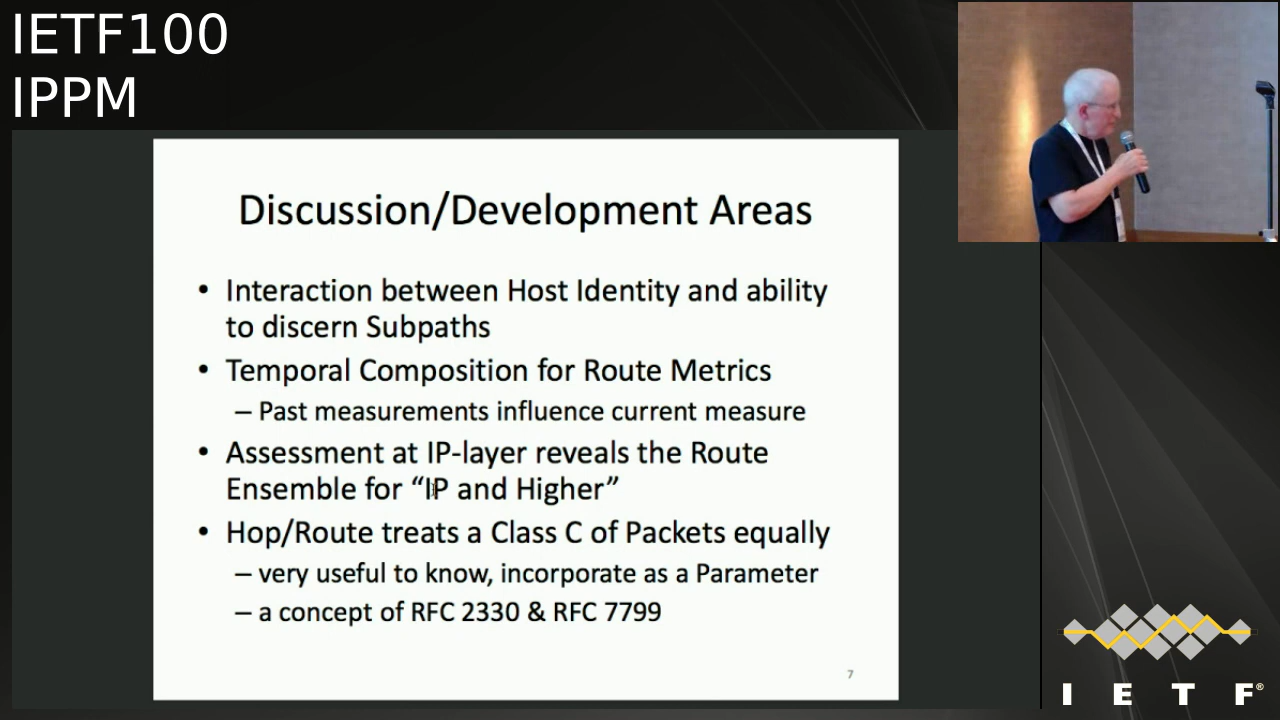 IETF100
IPPM
Discussion/Development Areas
• Interaction between Host Identity and ability
to discern Subpaths
• Temporal Composition for Route Metrics
– Past measurements influence current measure
• Assessment at IP-layer reveals the Route
Ensemble for “IP and Higher”
• Hop/Route treats a Class C of Packets equally
– very useful to know, incorporate as a Parameter
– a concept of RFC 2330 & RFC 7799
7
I E T F®